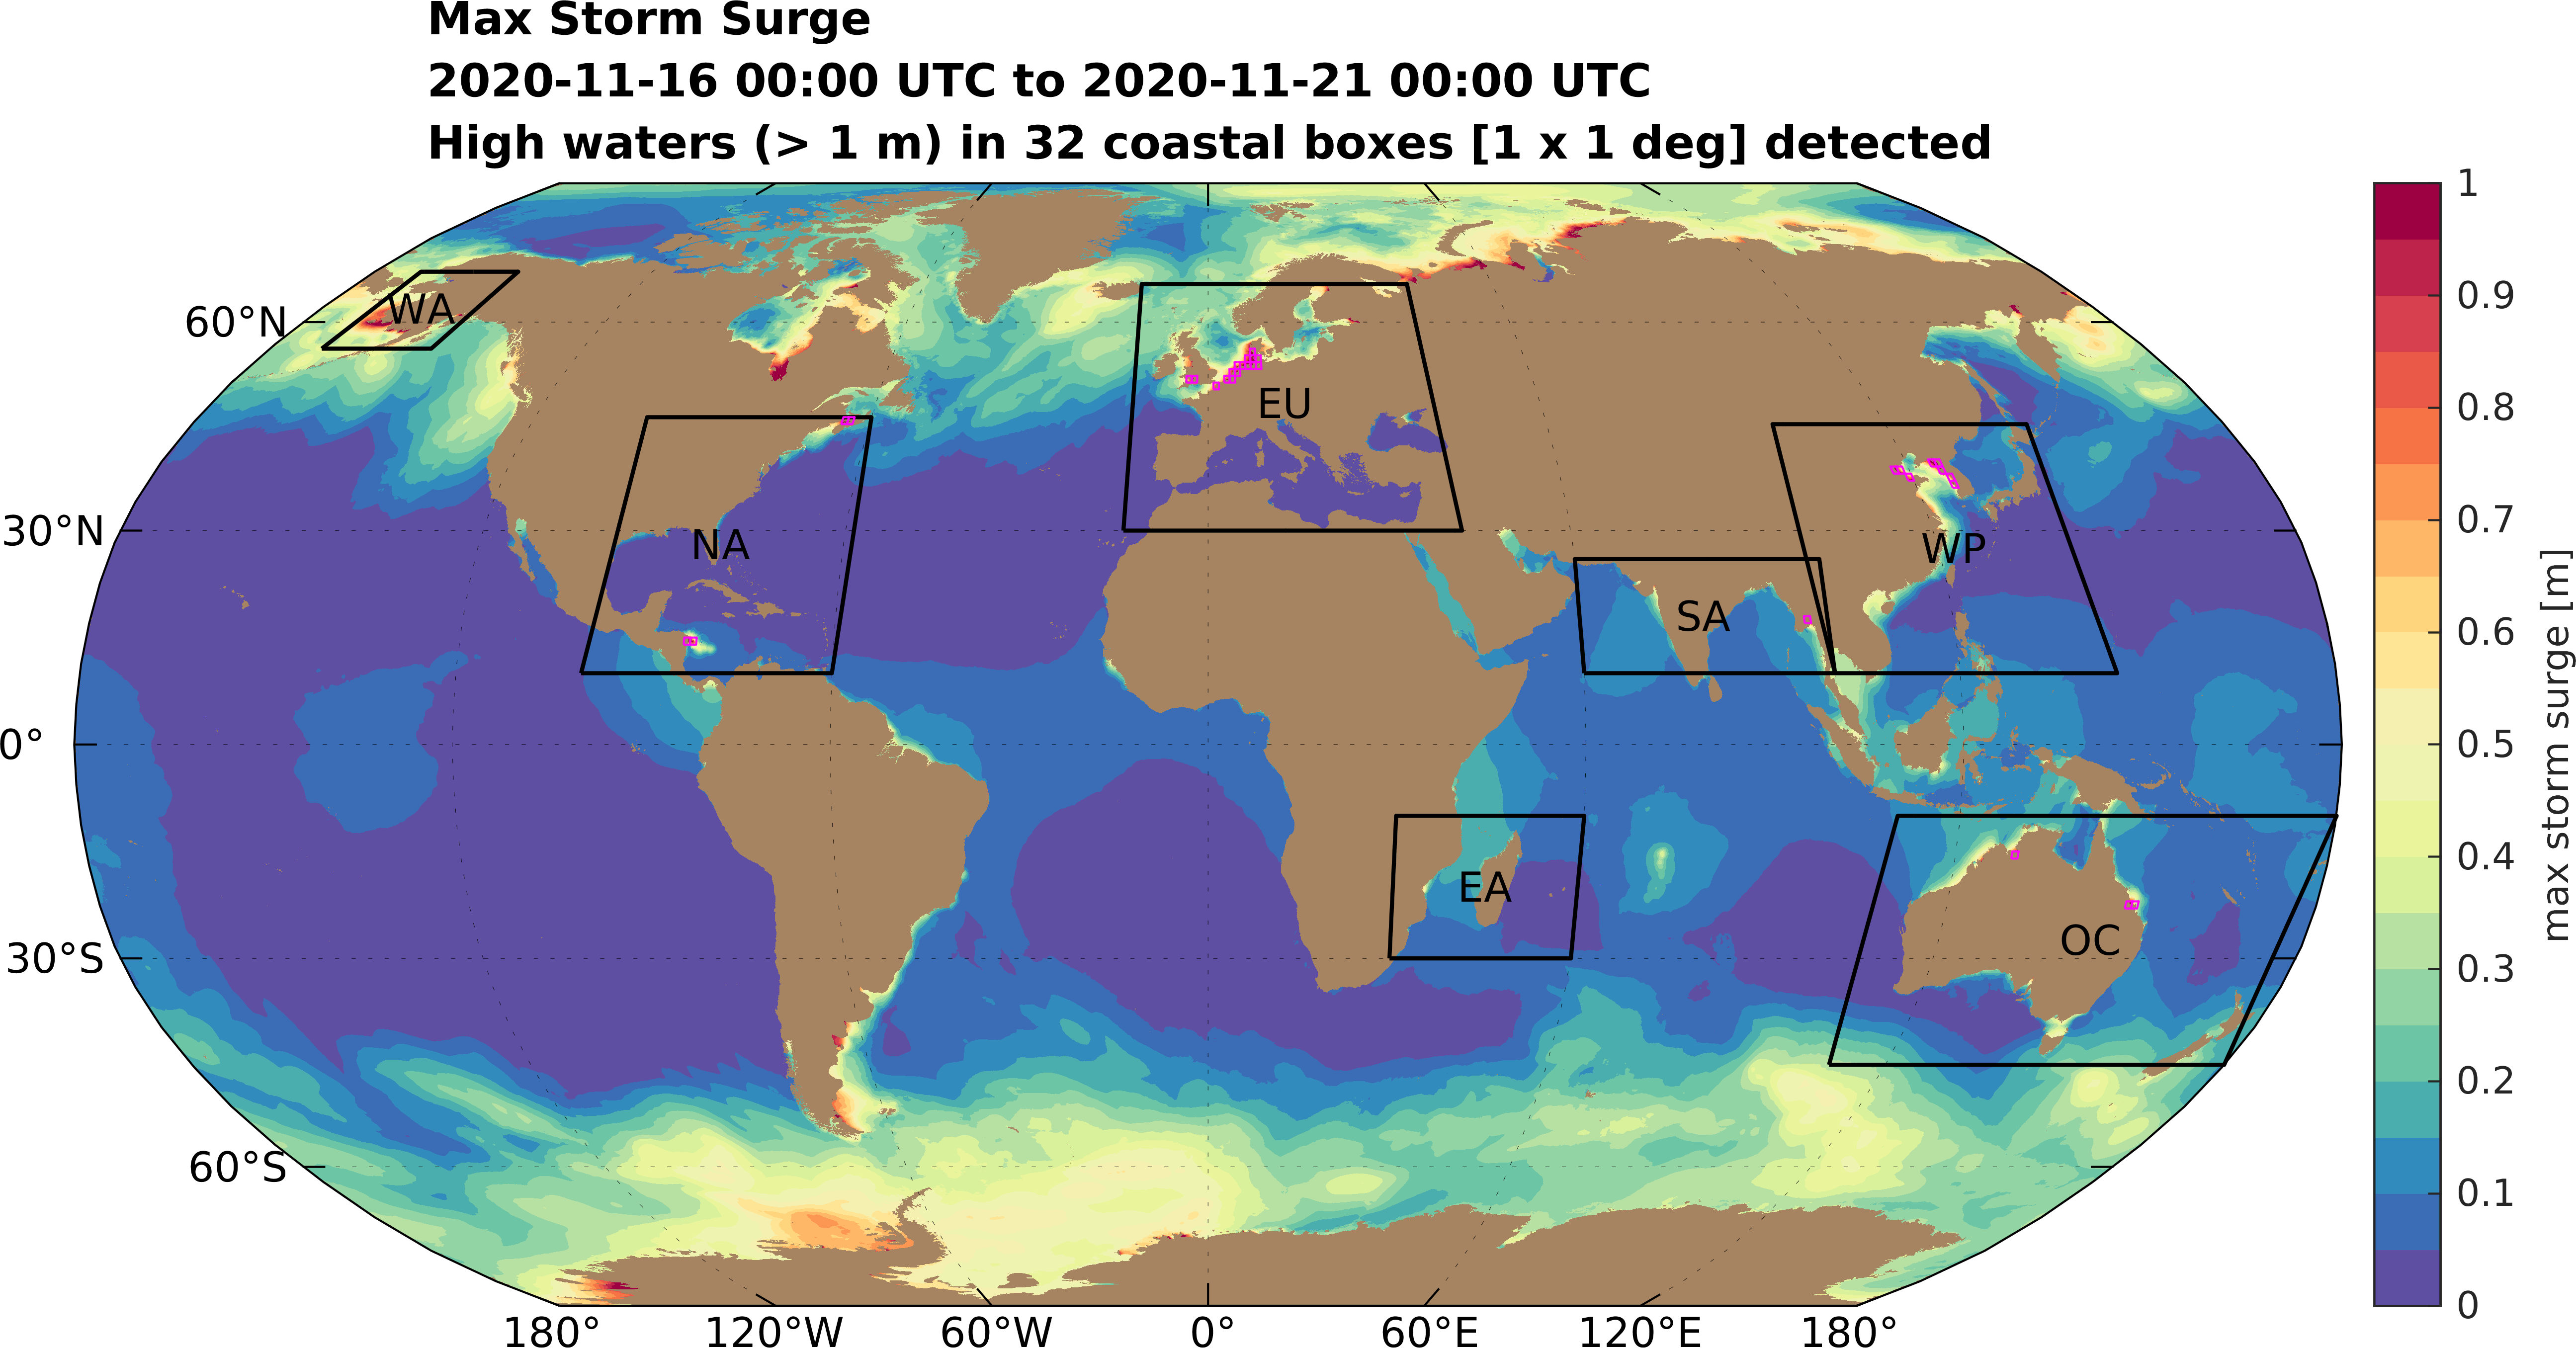 Max Storm Surge
2020-11-16 00:00 UTC to 2020-11-21 00:00 UTC
High waters (> 1 m) in 32 coastal boxes [1 x 1 deg] detected
WA
60°N
EU
NA
30°N
WP
SA
0°
EA
OC
30°S
60°S
180°
120°W
60°W
0°
60°E
120°E
180°
1
0.9
0.8
0.7
0.6
0.5
0.4
0.3
0.2
0.1
0
max storm surge [m]